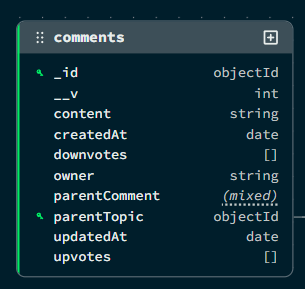 comments
_id objectId
__v int
content string
createdAt date
downvotes []
owner string
parentComment (mixed)
parentTopic objectId
updatedAt date
upvotes []